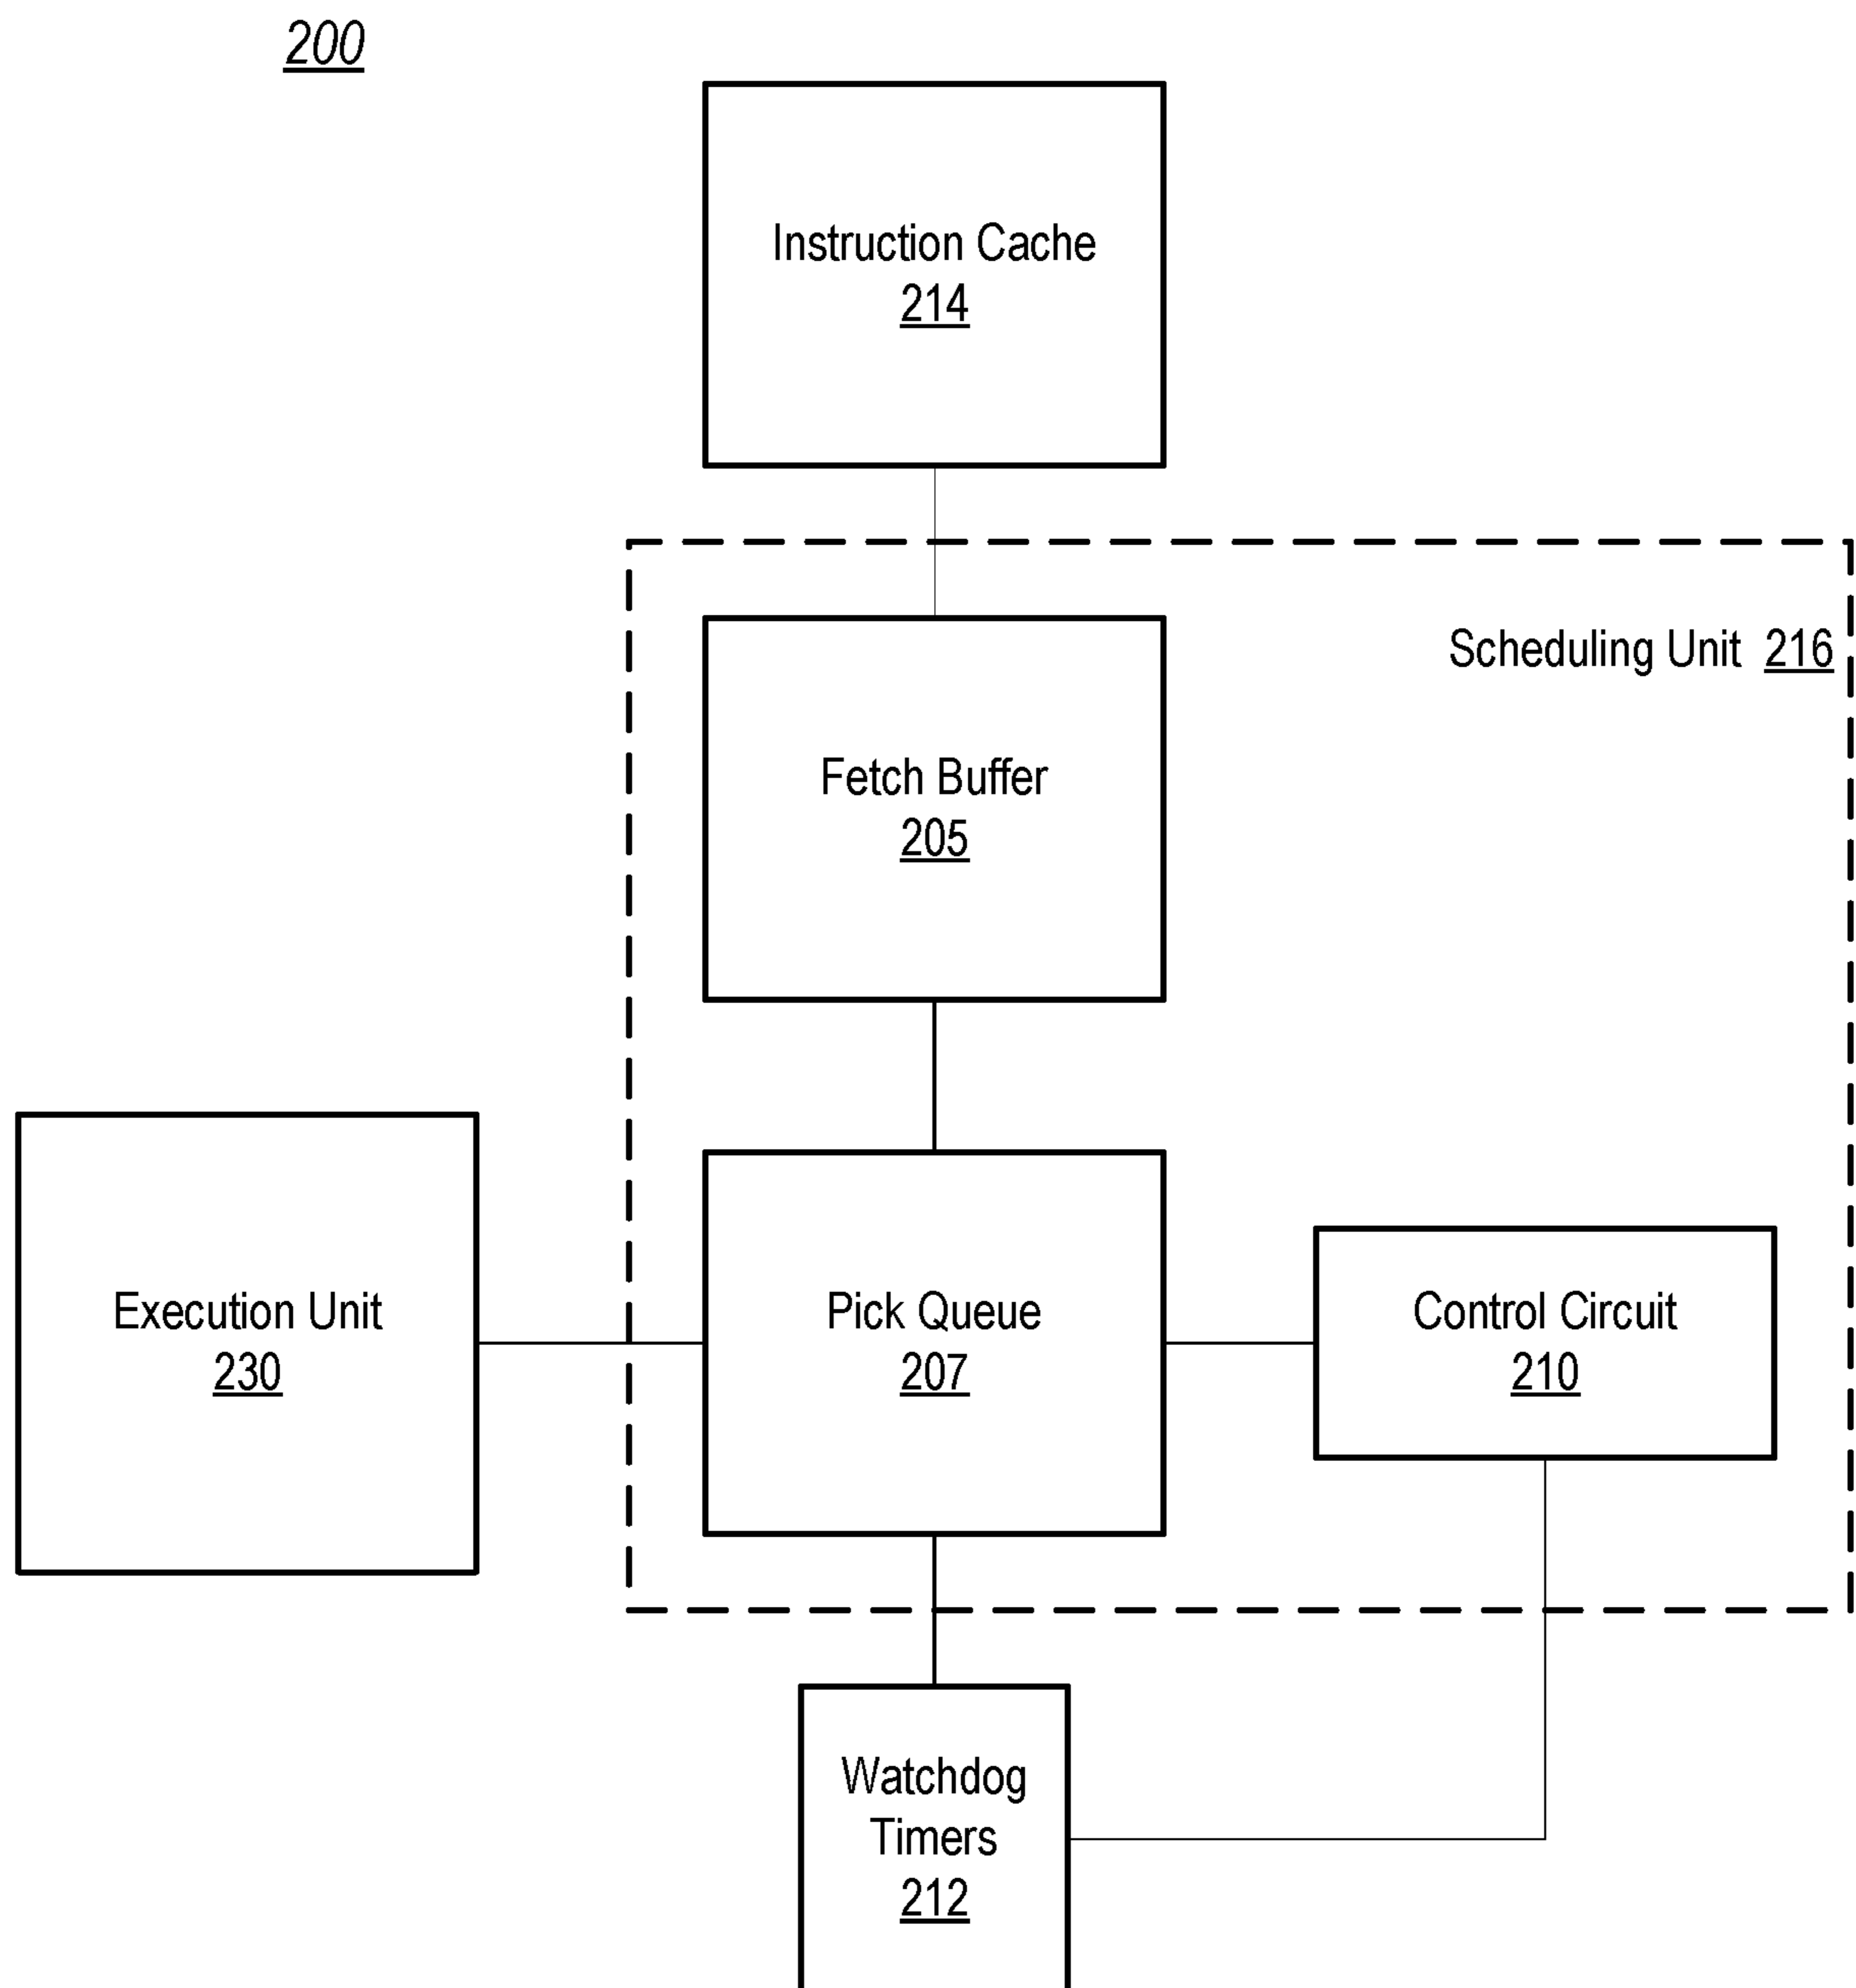 200
Instruction Cache
214
Scheduling Unit 216
Fetch Buffer
205
Execution Unit
230
Pick Queue
207
Control Circuit
210
Watchdog
Timers
212